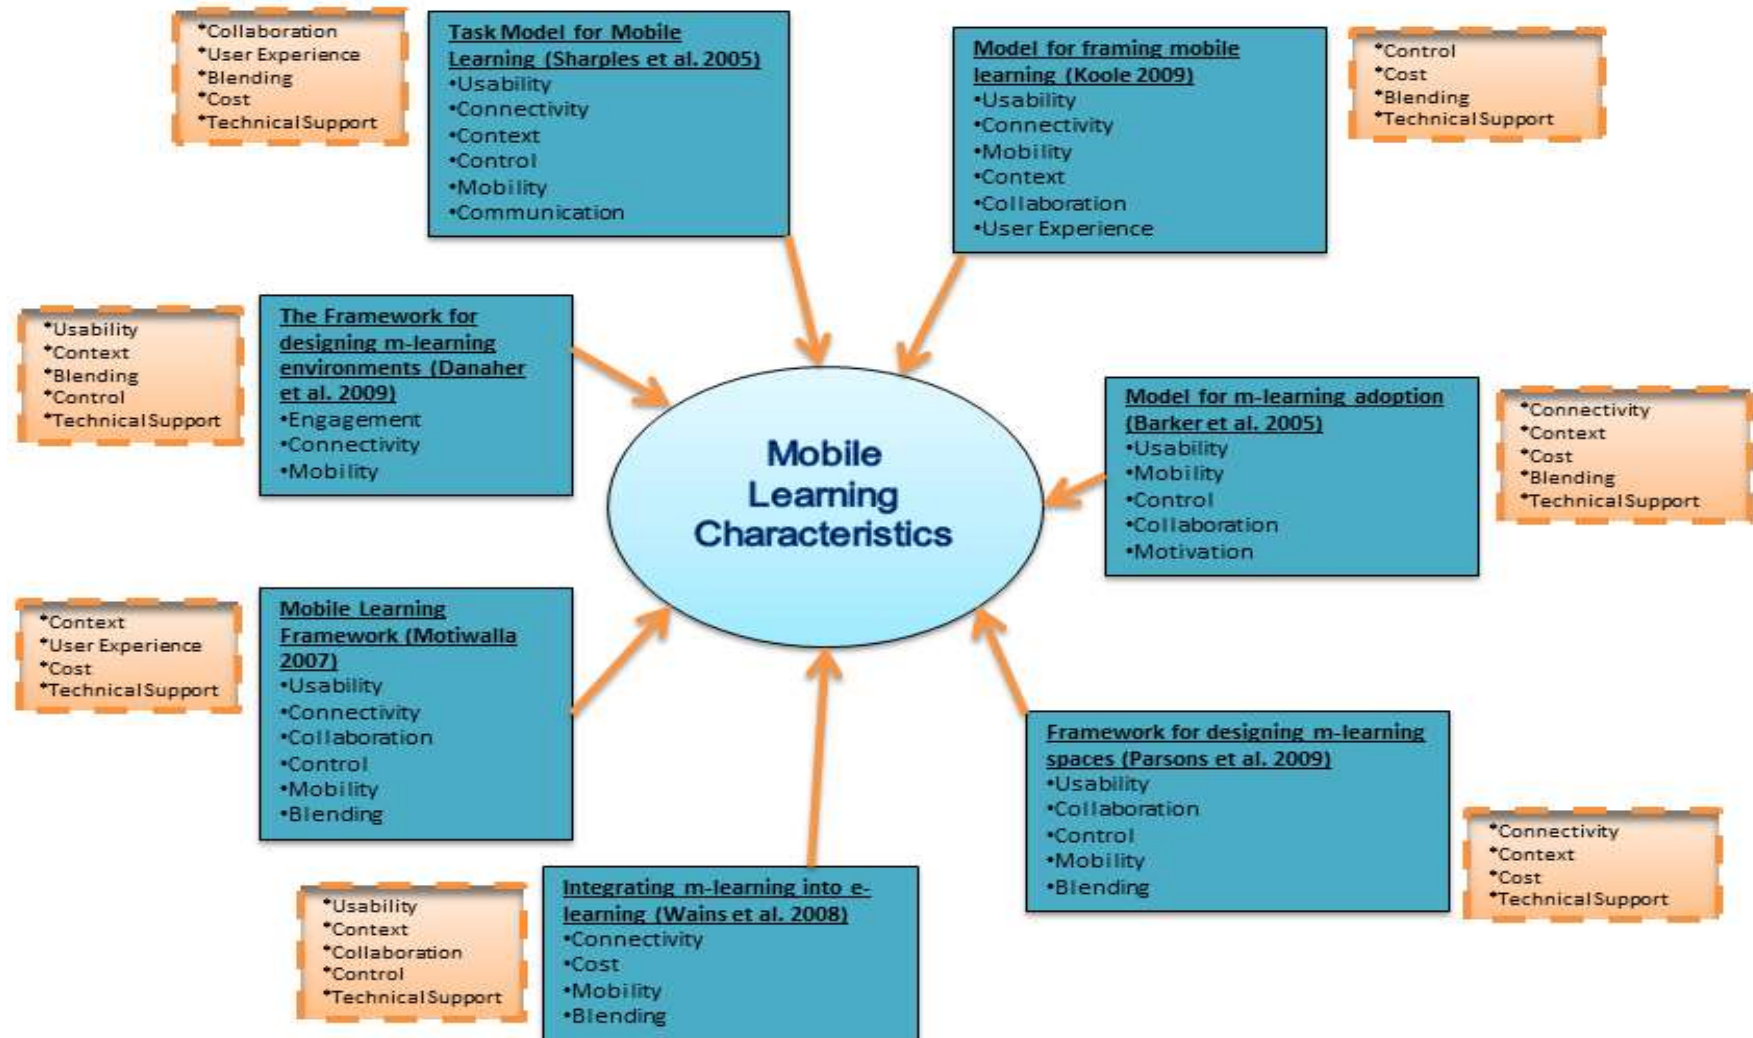 *Collaboration
*User Experience
*Blending
*Cost
*Technical Support
Task Model for Mobile
Learning (Sharples et al. 2005)
•Usability
•Connectivity
•Context
•Control
•Mobility
•Communication
Model for framing mobile
learning (Koole 2009)
•Usability
•Connectivity
•Mobility
•Context
•Collaboration
•User Experience
*Control
*Cost
*Blending
*Technical Support
*Usability
*Context
*Blending
*Control
*Technical Support
The Framework for
designing m-learning
environments (Danaher
et al. 2009)
•Engagement
•Connectivity
•Mobility
Mobile
Learning
Characteristics
Model for m-learning adoption
(Barker et al. 2005)
•Usability
•Mobility
•Control
•Collaboration
•Motivation
*Connectivity
*Context
*Cost
*Blending
*Technical Support
*Context
*User Experience
*Cost
*Technical Support
Mobile Learning
Framework (Motiwalla
2007)
•Usability
•Connectivity
•Collaboration
•Control
•Mobility
•Blending
Framework for designing m-learning
spaces (Parsons et al. 2009)
•Usability
•Collaboration
•Control
•Mobility
•Blending
*Connectivity
*Context
*Cost
*Technical Support
*Usability
*Context
*Collaboration
*Control
*Technical Support
Integrating m-learning into e-
learning (Wains et al. 2008)
•Connectivity
•Cost
•Mobility
•Blending